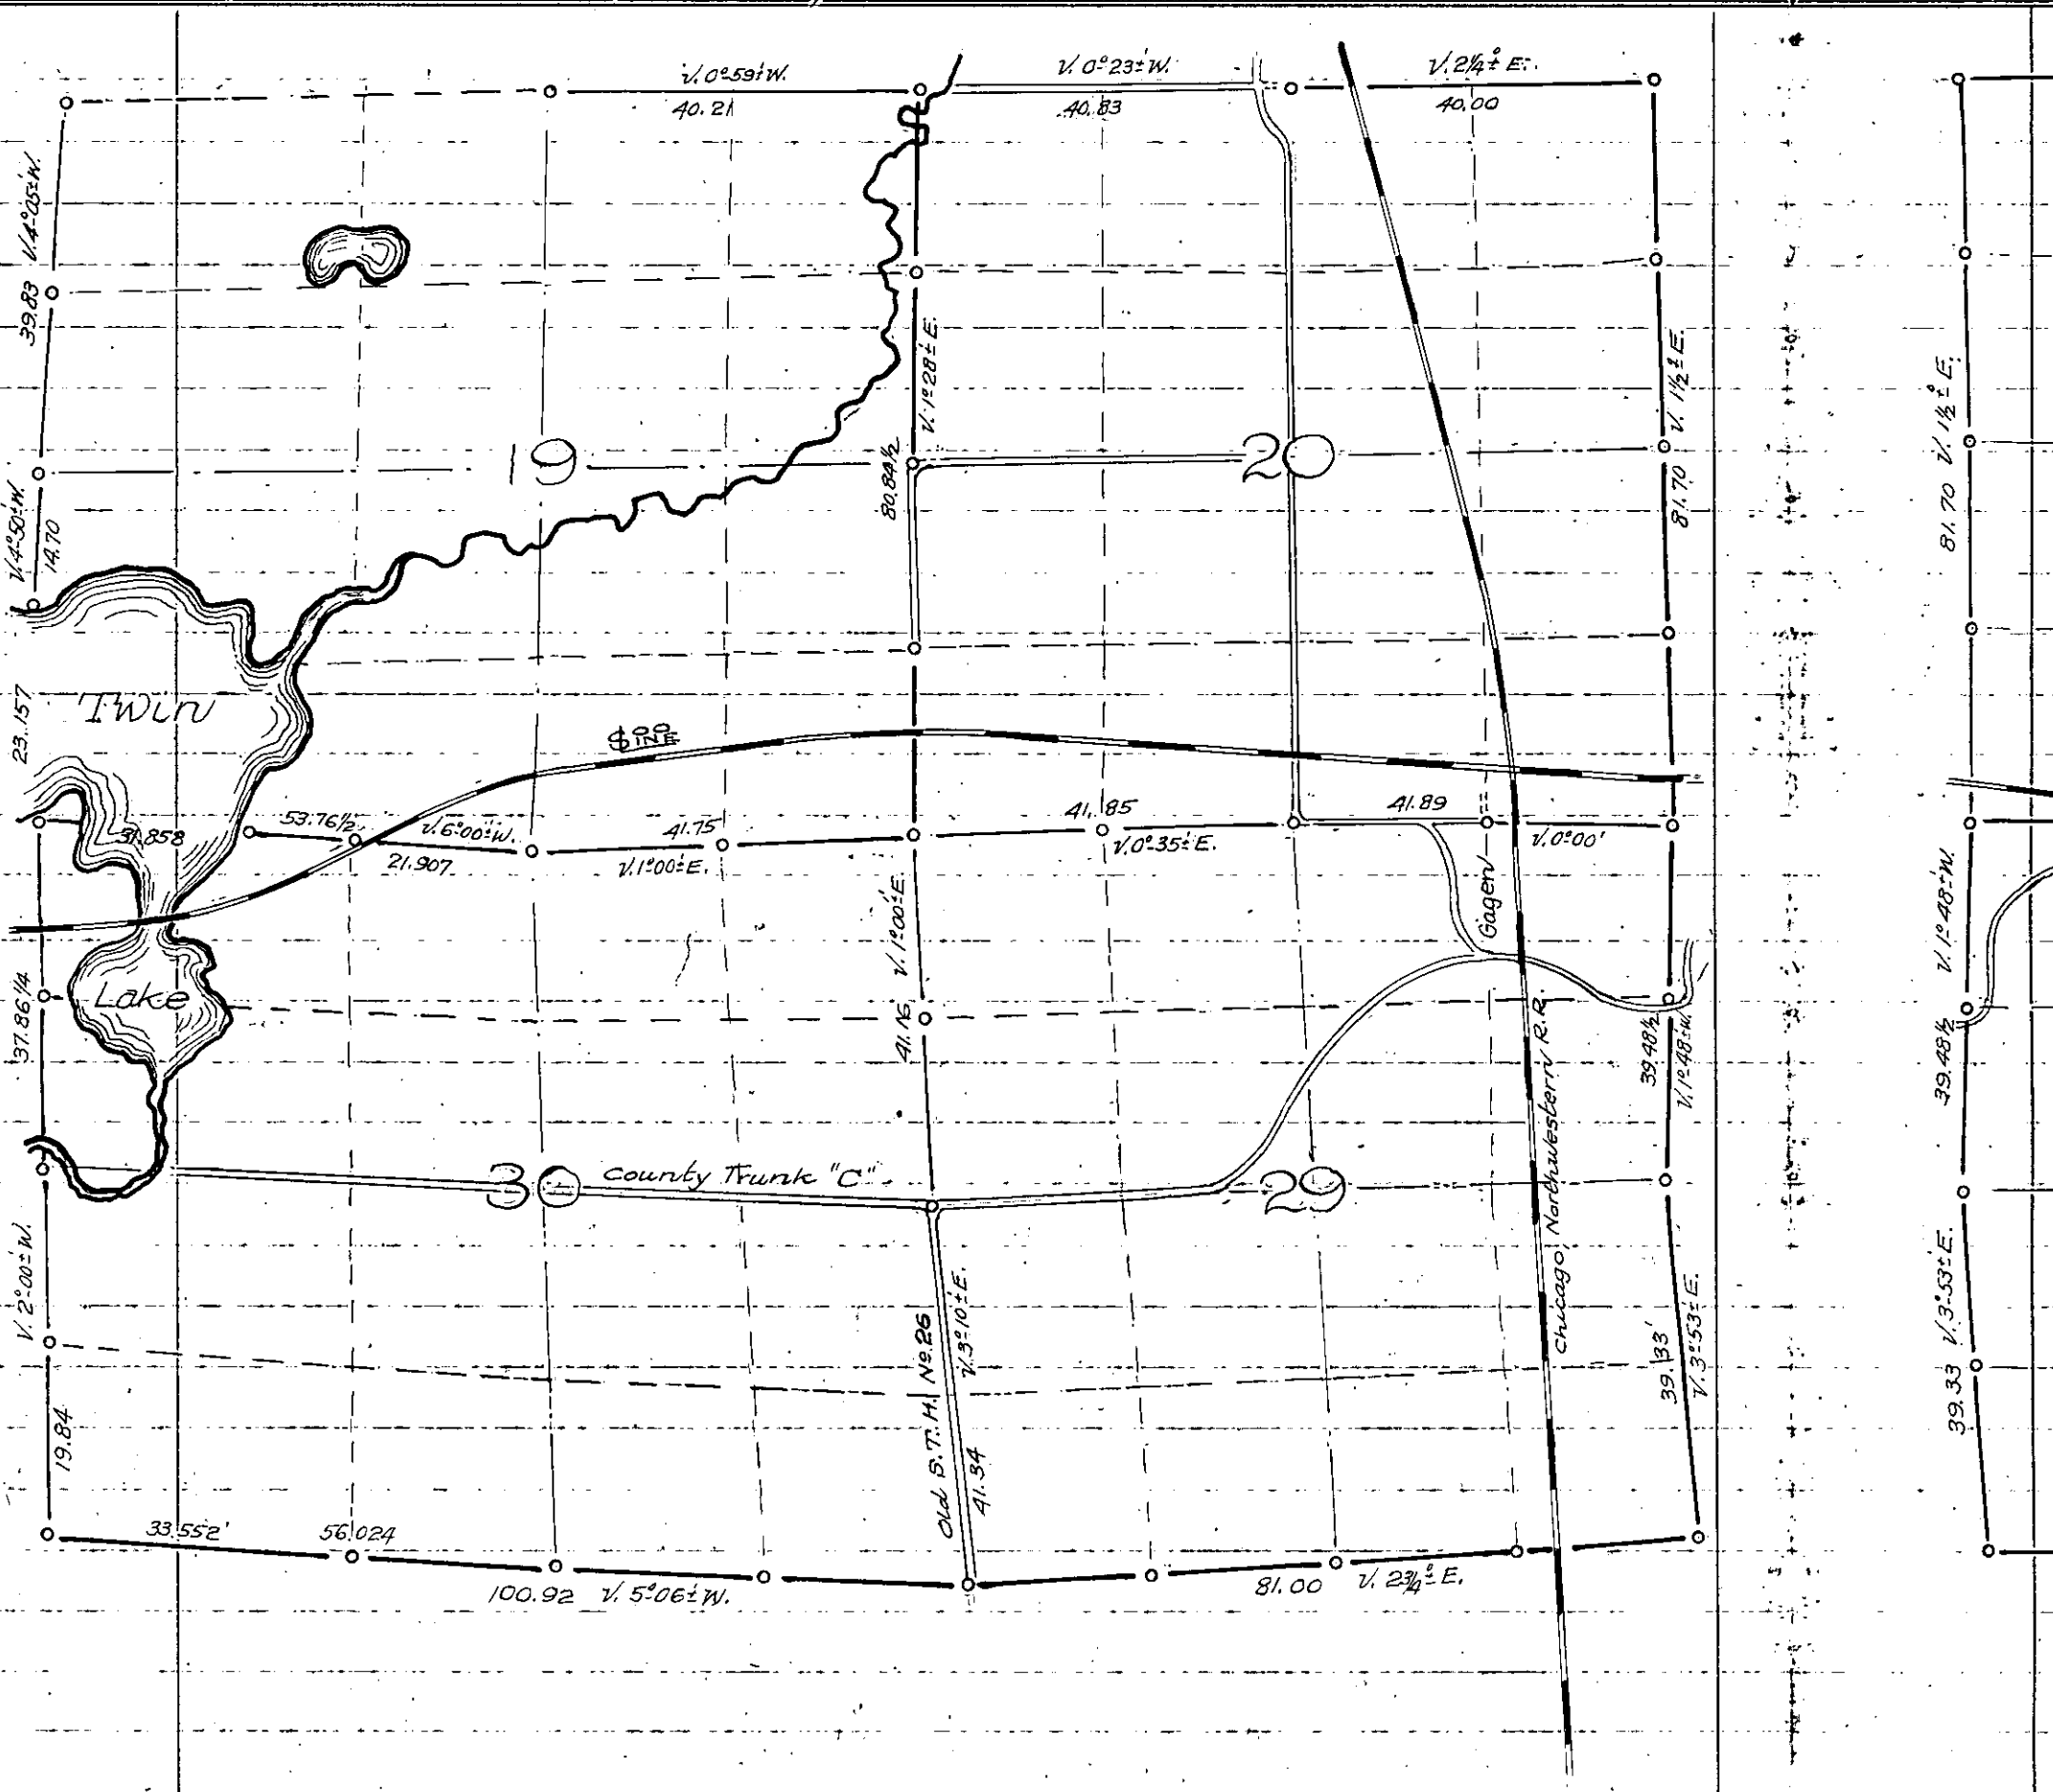 V. 0°59'± W.
V. 0°23'± W.
V. 2¼°± E.
40.21
40.83
40.00
V. 4°05'± W.
39.83
V. 1°28'± E.
V. 1½°± E.
V. 1½°± E.
19
20
80.84½
81.70
81.70
V. 4°50'± W.
14.70
23.157
Twin
SOO LINE
31.858
53.76½
V. 6°00'± W.
41.75
41.85
41.89
21.907
V. 1°00'± E.
V. 0°35'± E.
V. 0°00'
Gagen
V. 1°00'± E.
V. 1°48'± W.
Lake
37.86¼
41.16
39.48½
V. 1°48'± W.
39.48½
Chicago, Northwestern R.R.
30
County Trunk "C"
29
V. 2°00'± W.
V. 3°10'± E.
V. 3°53'± E.
V. 3°53'± E.
Old S.T.H. No. 26
39.33'
39.33
19.84
41.34
33.552'
56.024
100.92 V. 5°06'± W.
81.00 V. 2¾°± E.